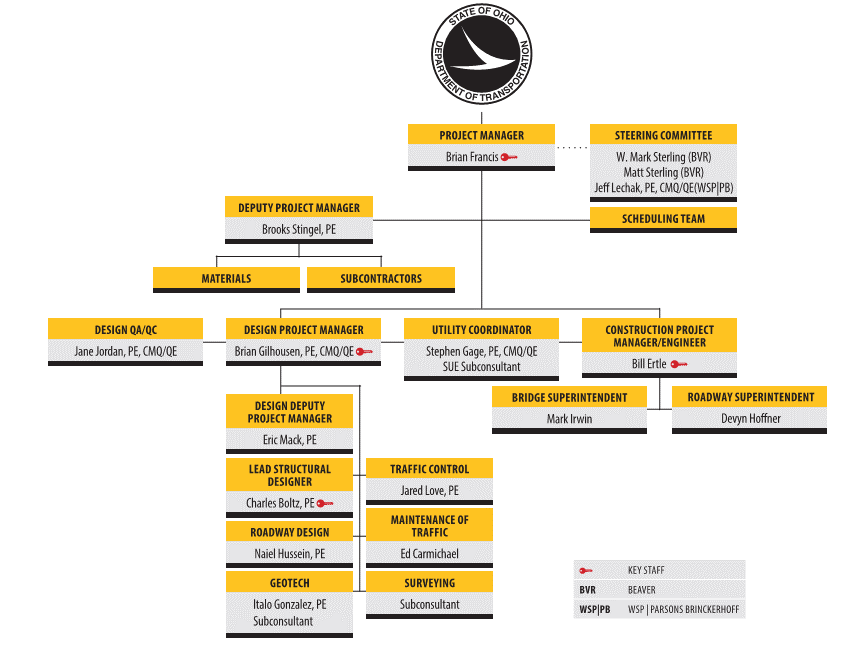 STATE OF OHIO
DEPARTMENT OF TRANSPORTATION
PROJECT MANAGER
Brian Francis
STEERING COMMITTEE
W. Mark Sterling (BVR)
Matt Sterling (BVR)
Jeff Lechak, PE, CMQ/QE(WSP|PB)
DEPUTY PROJECT MANAGER
Brooks Stingel, PE
SCHEDULING TEAM
MATERIALS
SUBCONTRACTORS
DESIGN QA/QC
Jane Jordan, PE, CMQ/QE
DESIGN PROJECT MANAGER
Brian Gilhousen, PE, CMQ/QE
UTILITY COORDINATOR
Stephen Gage, PE, CMQ/QE
SUE Subconsultant
CONSTRUCTION PROJECT
MANAGER/ENGINEER
Bill Ertle
BRIDGE SUPERINTENDENT
Mark Irwin
ROADWAY SUPERINTENDENT
Devyn Hoffner
DESIGN DEPUTY
PROJECT MANAGER
Eric Mack, PE
LEAD STRUCTURAL
DESIGNER
Charles Boltz, PE
TRAFFIC CONTROL
Jared Love, PE
ROADWAY DESIGN
Naiel Hussein, PE
MAINTENANCE OF
TRAFFIC
Ed Carmichael
GEOTECH
Italo Gonzalez, PE
Subconsultant
SURVEYING
Subconsultant
KEY STAFF
BVR BEAVER
WSP|PB WSP | PARSONS BRINCKERHOFF